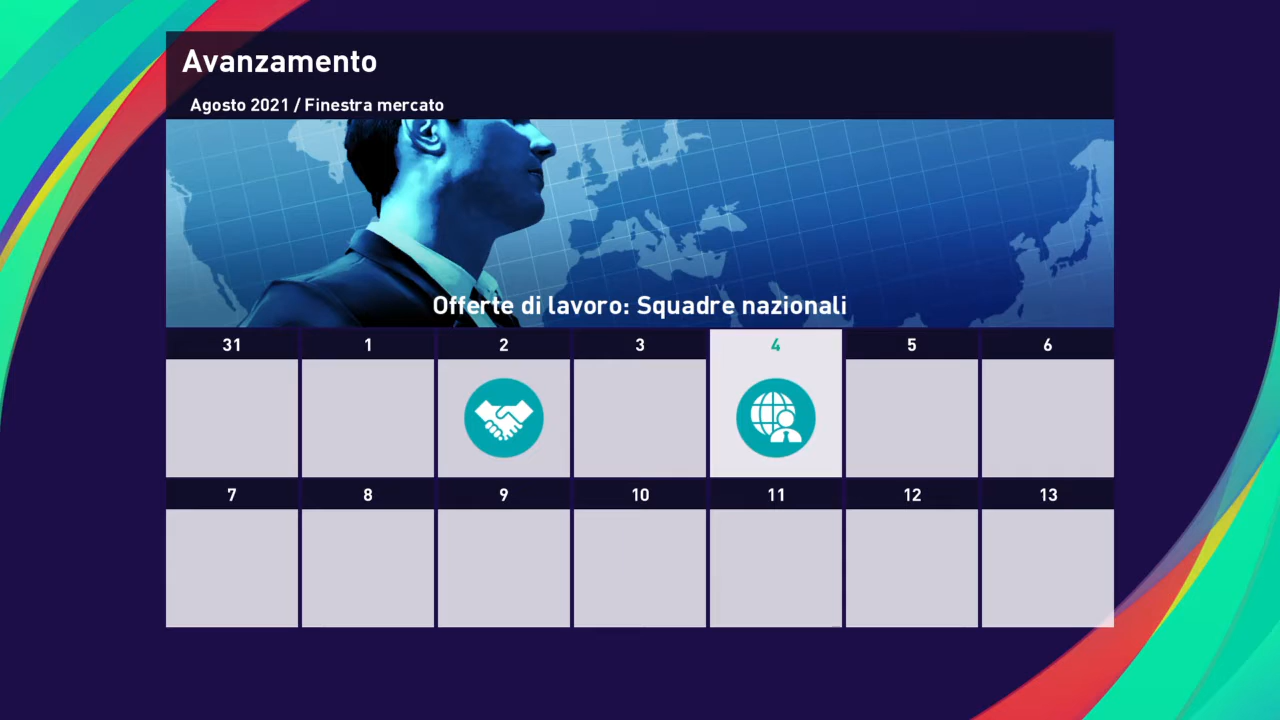 Avanzamento
Agosto 2021 / Finestra mercato
Offerte di lavoro: Squadre nazionali
31 1 2 3 4 5 6
7 8 9 10 11 12 13